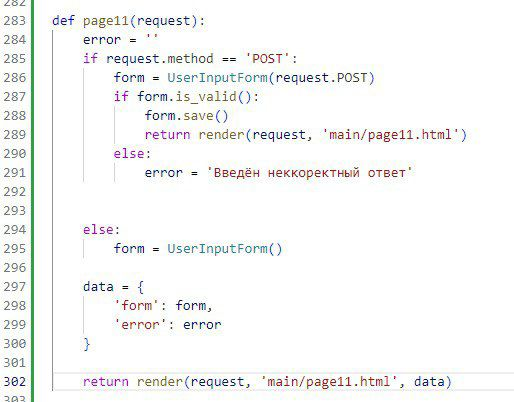 282
283 def page11(request):
284     error = ''
285     if request.method == 'POST':
286         form = UserInputForm(request.POST)
287         if form.is_valid():
288             form.save()
289             return render(request, 'main/page11.html')
290         else:
291             error = 'Введён неккоректный ответ'
292
293
294     else:
295         form = UserInputForm()
296
297     data = {
298         'form': form,
299         'error': error
300     }
301
302     return render(request, 'main/page11.html', data)
303